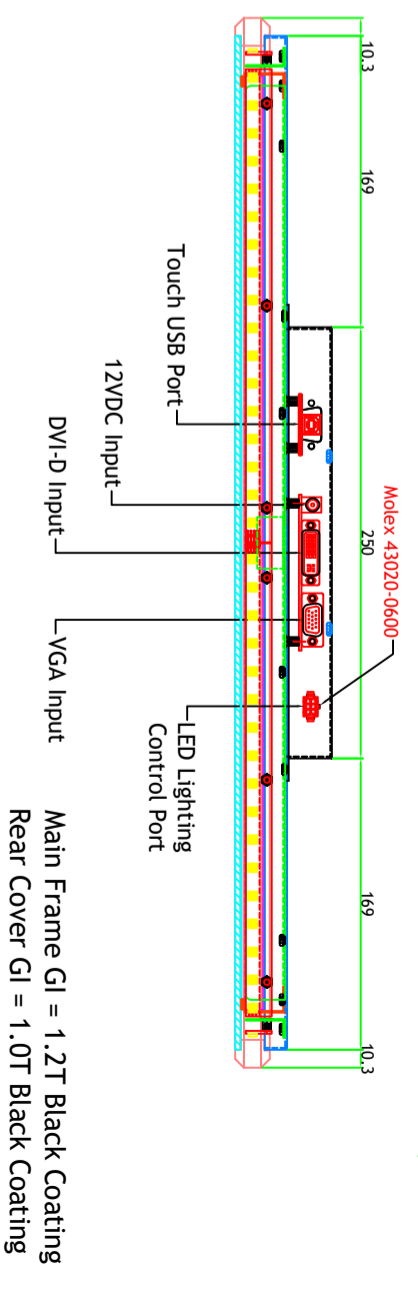 10.3
169
250
169
10.3
Molex 43020-0600
Touch USB Port
12VDC Input
DVI-D Input
VGA Input
LED Lighting
Control Port
Main Frame GI = 1.2T Black Coating
Rear Cover GI = 1.0T Black Coating